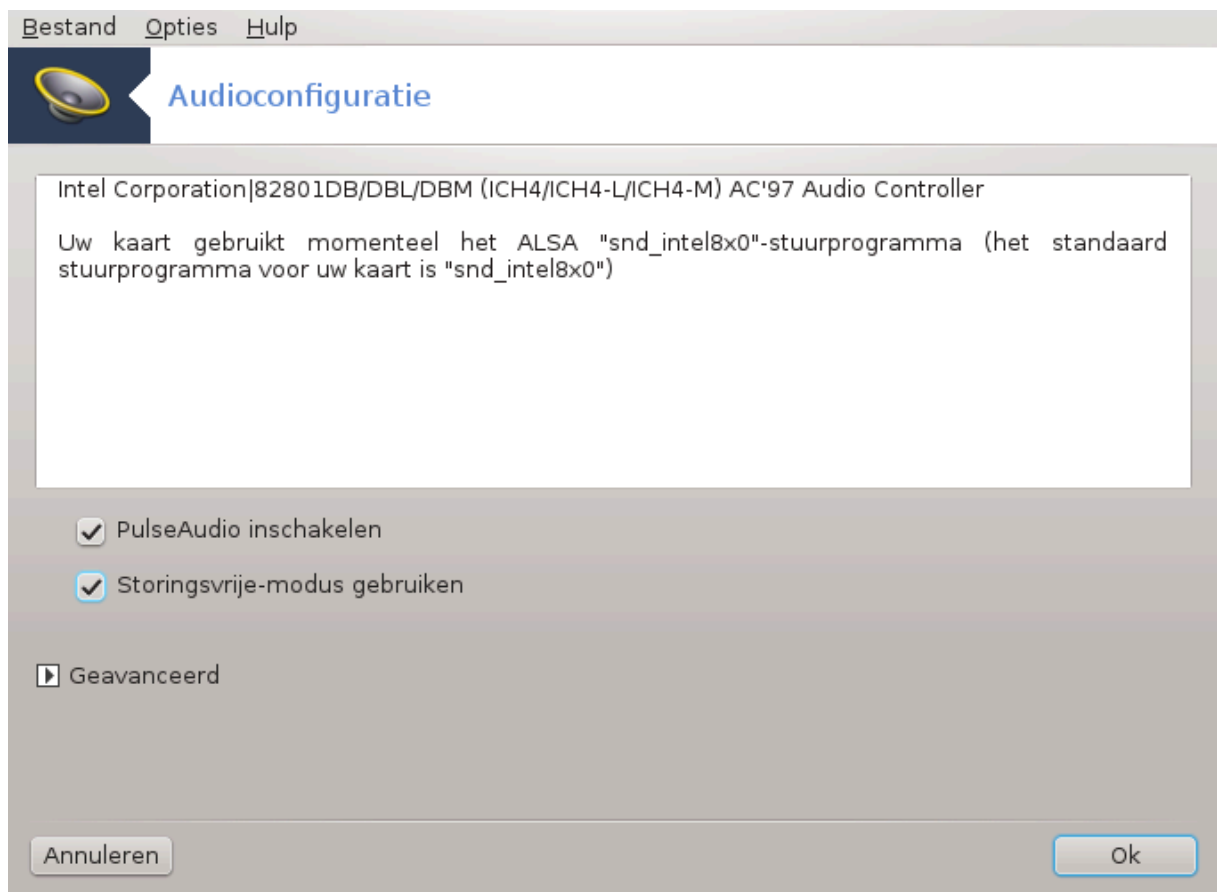 Bestand Opties Hulp
Audioconfiguratie
Intel Corporation|82801DB/DBL/DBM (ICH4/ICH4-L/ICH4-M) AC'97 Audio Controller
Uw kaart gebruikt momenteel het ALSA "snd_intel8x0"-stuurprogramma (het standaard
stuurprogramma voor uw kaart is "snd_intel8x0")
PulseAudio inschakelen
Storingsvrije-modus gebruiken
Geavanceerd
Annuleren Ok